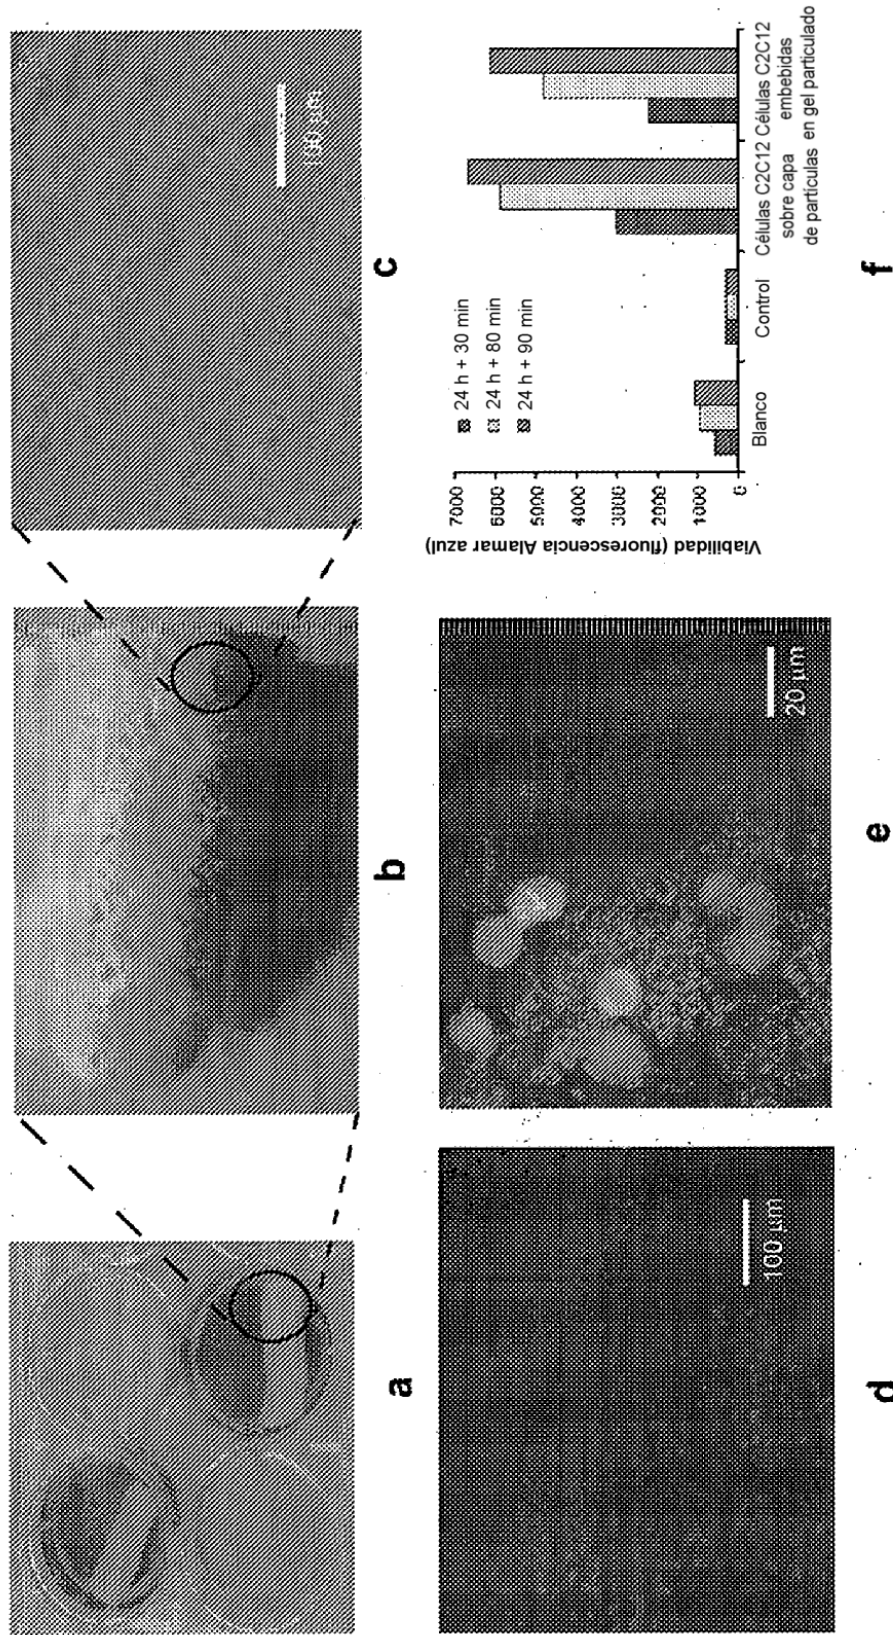 a
b
c
100 µm
d
100 µm
e
20 µm
f
Viabilidad (fluorescencia Alamar azul)
7000
6000
5000
4000
3000
2000
1000
0
24 h + 30 min
24 h + 80 min
24 h + 90 min
Blanco
Control
Células C2C12
sobre capa
de partículas
Células C2C12
embebidas
en gel particulado